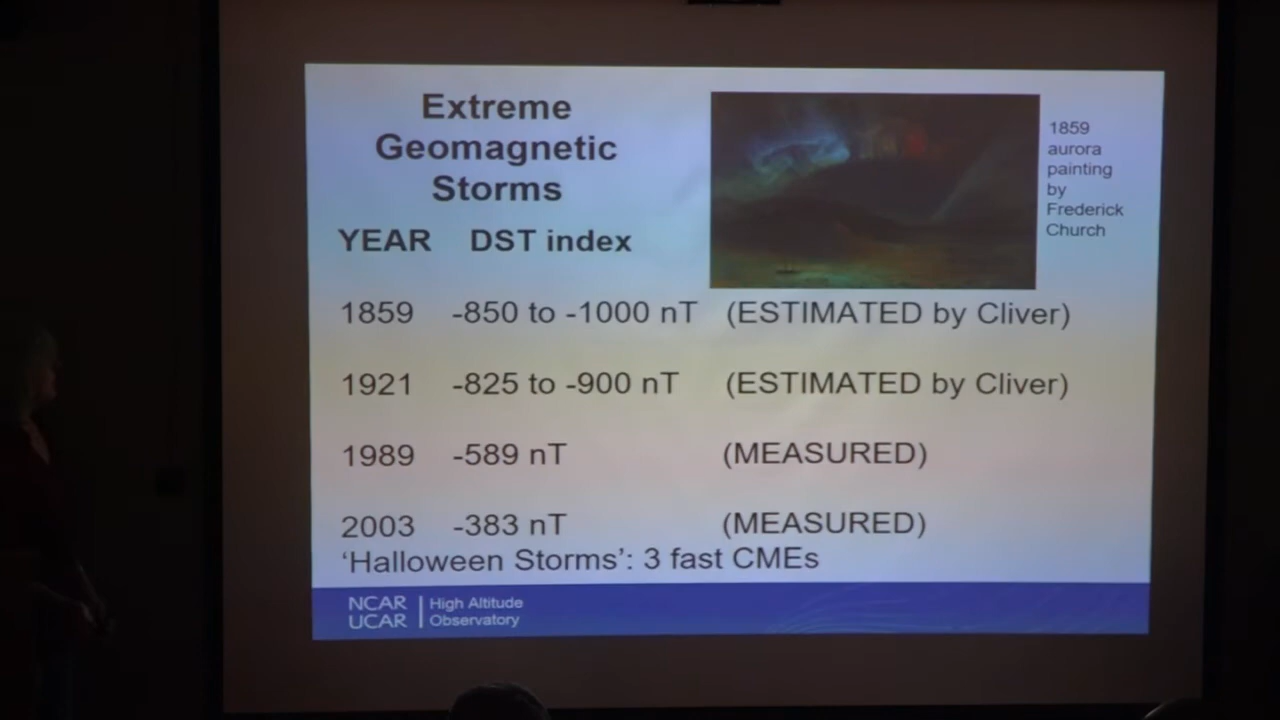 Extreme
Geomagnetic
Storms
1859
aurora
painting
by
Frederick
Church
YEAR DST index
1859 -850 to -1000 nT (ESTIMATED by Cliver)
1921 -825 to -900 nT (ESTIMATED by Cliver)
1989 -589 nT (MEASURED)
2003 -383 nT (MEASURED)
‘Halloween Storms’: 3 fast CMEs
NCAR
UCAR
High Altitude
Observatory